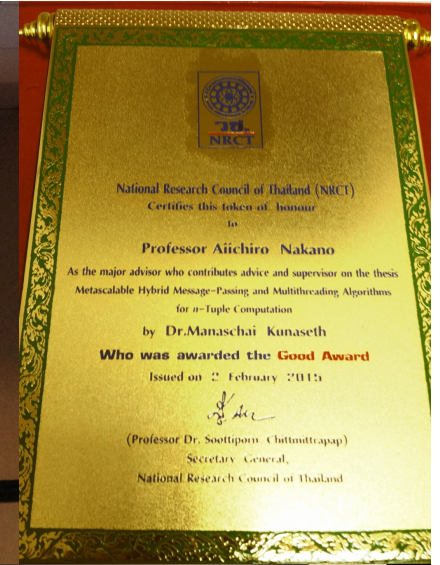 วช.
NRCT
National Research Council of Thailand (NRCT)
Certifies this token of honour
to
Professor Aiichiro Nakano
As the major advisor who contributes advice and supervisor on the thesis
Metascalable Hybrid Message-Passing and Multithreading Algorithms
for n-Tuple Computation
by Dr.Manaschai Kunaseth
Who was awarded the Good Award
Issued on 2 February 2015
(Professor Dr. Soottiporn Chittmittrapap)
Secretary General,
National Research Council of Thailand